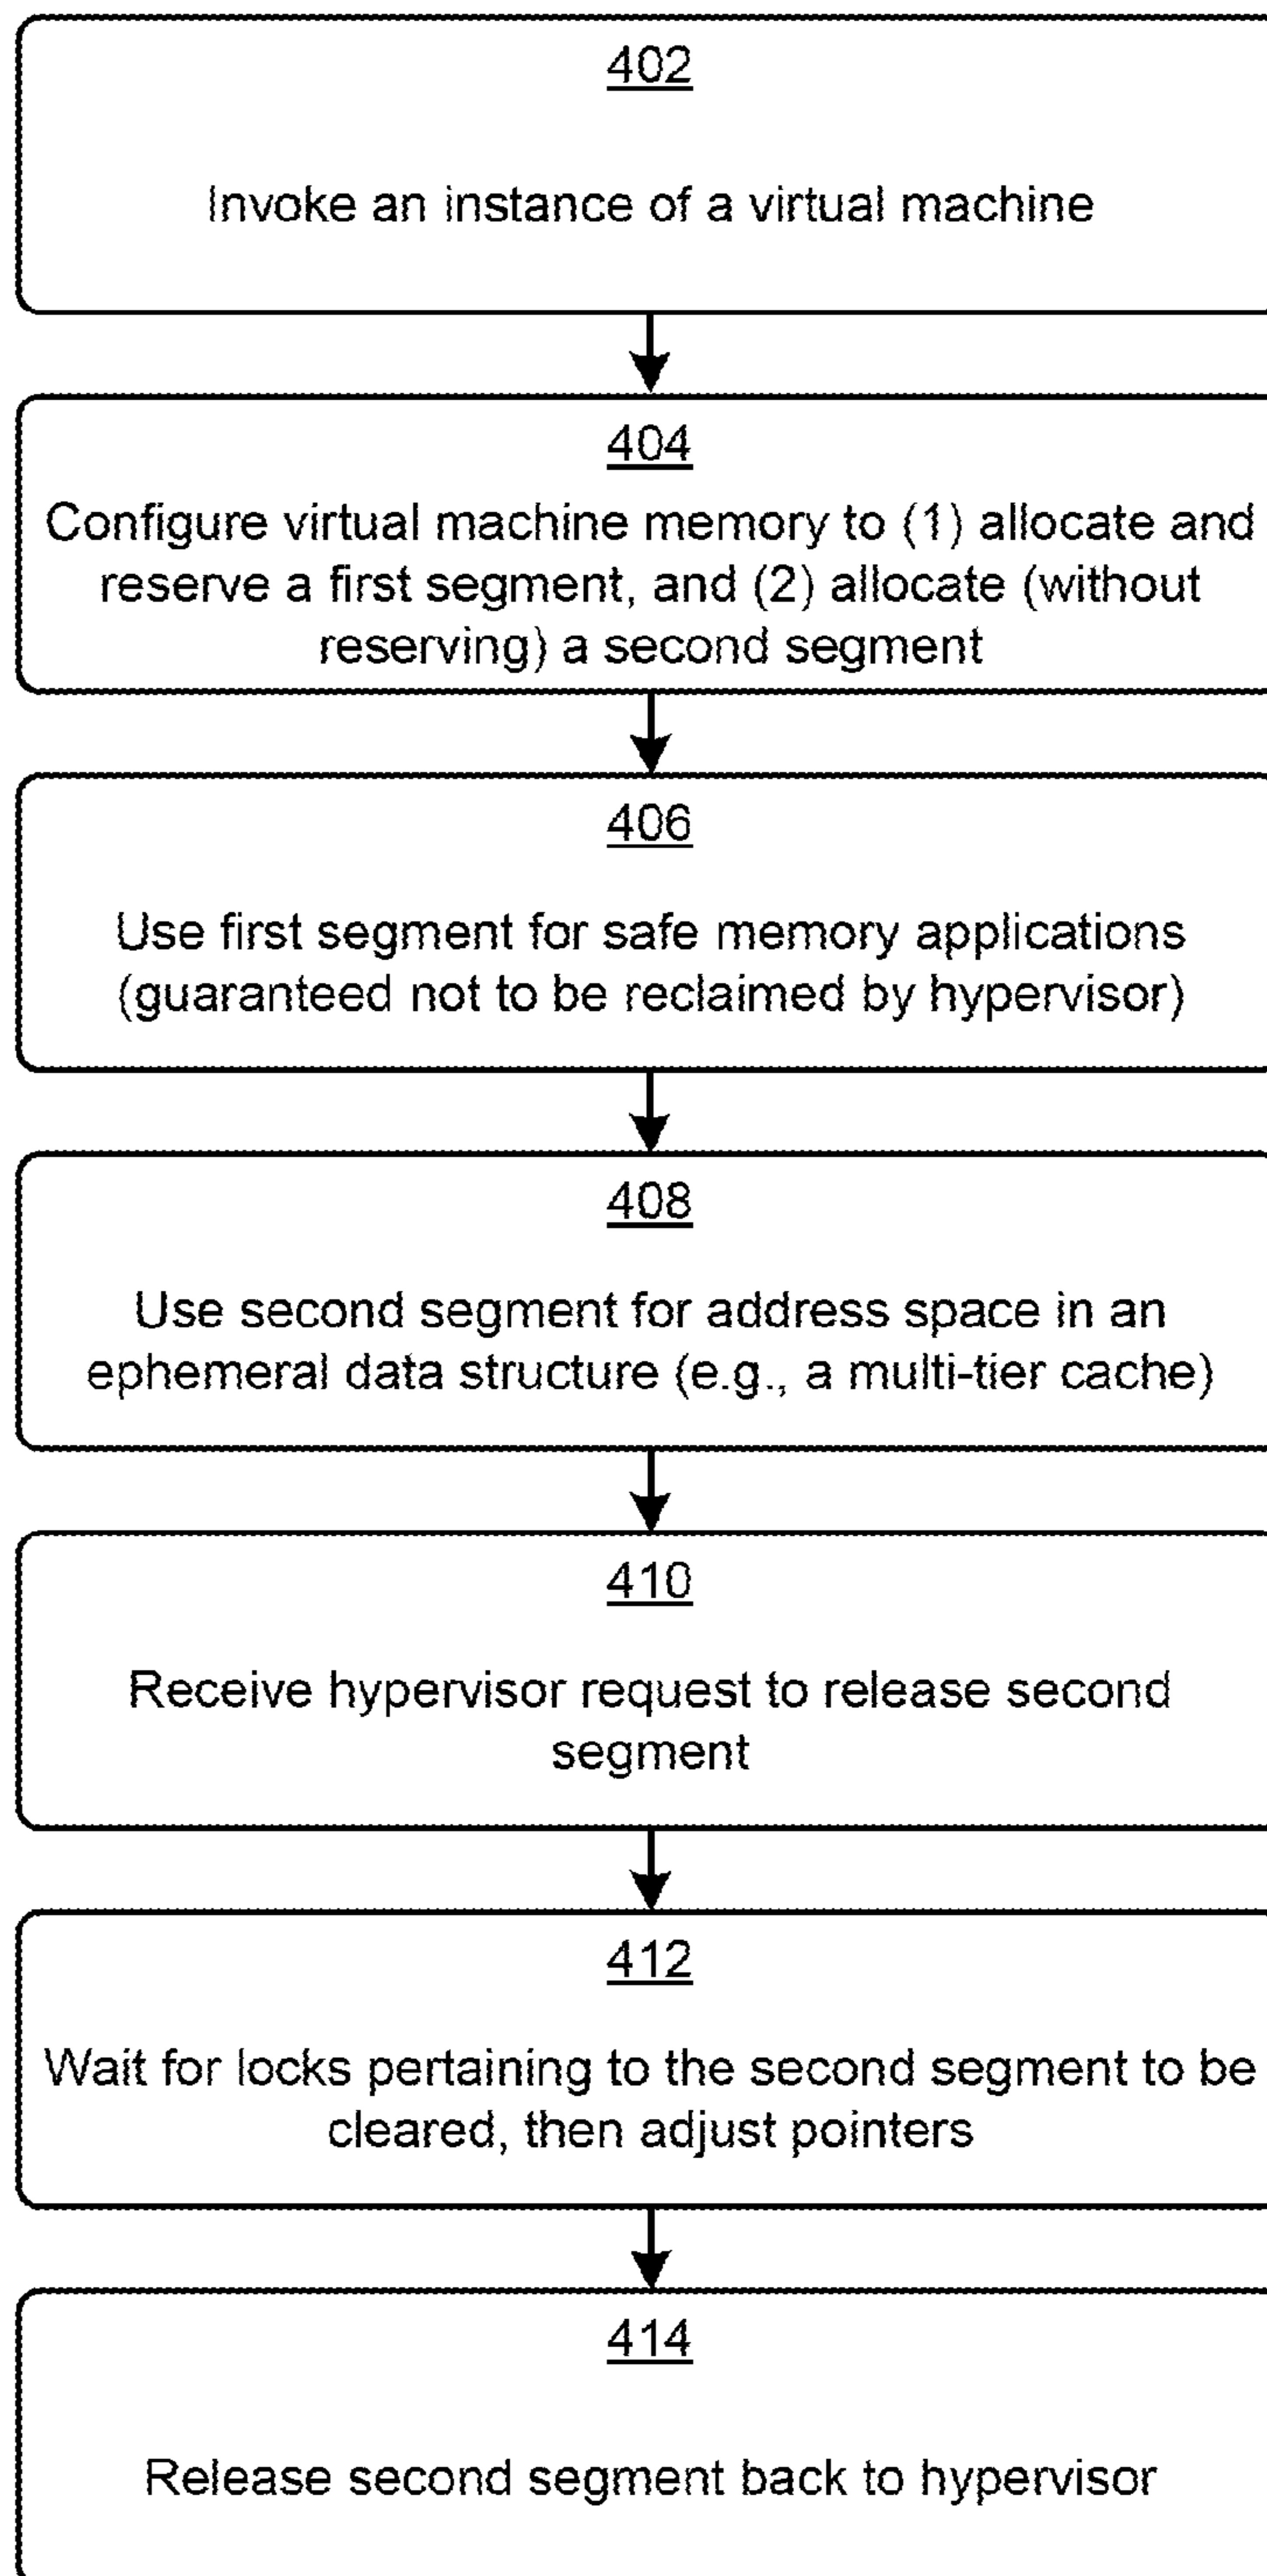 402
Invoke an instance of a virtual machine
404
Configure virtual machine memory to (1) allocate and
reserve a first segment, and (2) allocate (without
reserving) a second segment
406
Use first segment for safe memory applications
(guaranteed not to be reclaimed by hypervisor)
408
Use second segment for address space in an
ephemeral data structure (e.g., a multi-tier cache)
410
Receive hypervisor request to release second
segment
412
Wait for locks pertaining to the second segment to be
cleared, then adjust pointers
414
Release second segment back to hypervisor